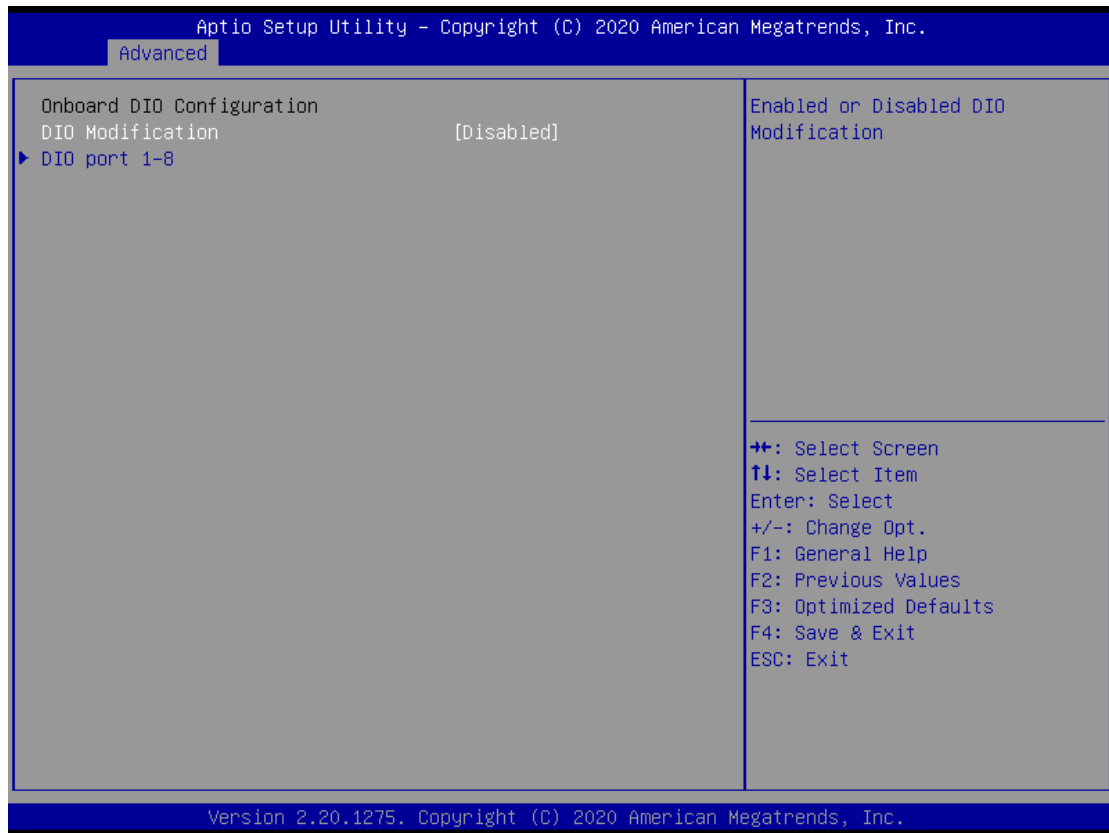 Aptio Setup Utility – Copyright (C) 2020 American Megatrends, Inc.
Advanced
Onboard DIO Configuration
DIO Modification [Disabled]
▶ DIO port 1-8
Enabled or Disabled DIO
Modification
→←: Select Screen
↑↓: Select Item
Enter: Select
+/-: Change Opt.
F1: General Help
F2: Previous Values
F3: Optimized Defaults
F4: Save & Exit
ESC: Exit
Version 2.20.1275. Copyright (C) 2020 American Megatrends, Inc.